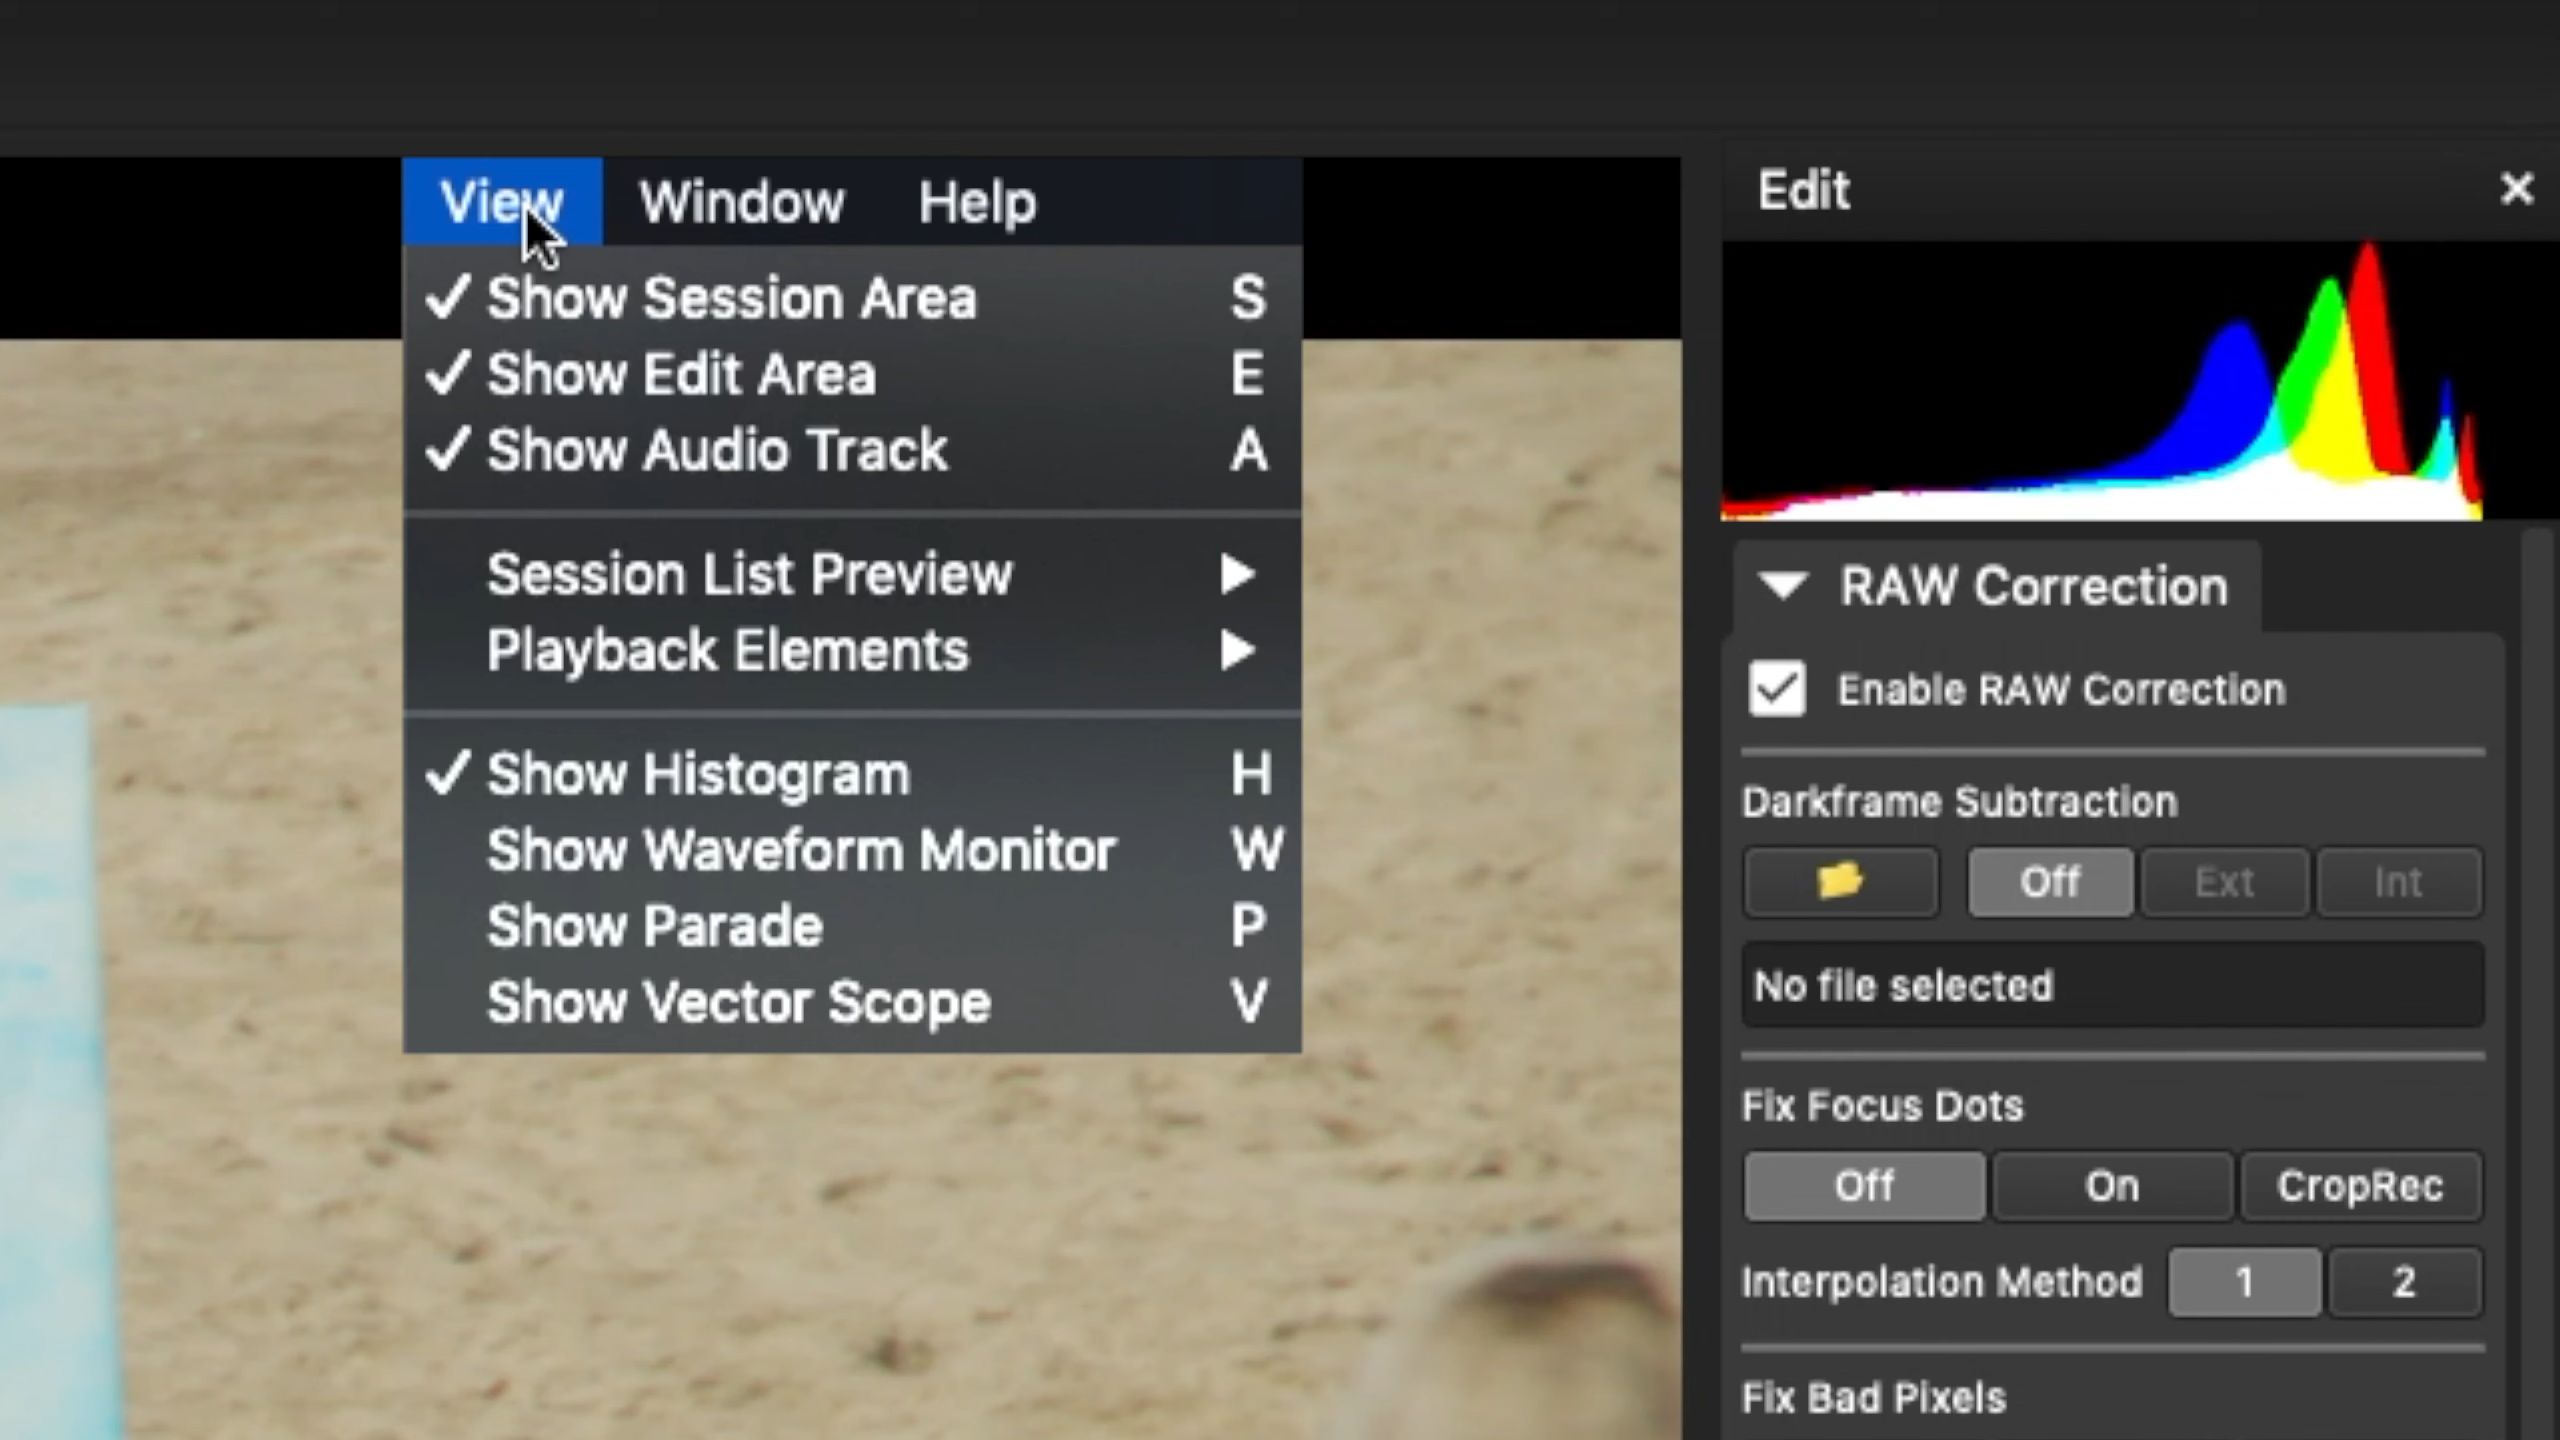 View Window Help
✓ Show Session Area S
✓ Show Edit Area E
✓ Show Audio Track A
Session List Preview ▶
Playback Elements ▶
✓ Show Histogram H
Show Waveform Monitor W
Show Parade P
Show Vector Scope V
Edit ×
RAW Correction
Enable RAW Correction
Darkframe Subtraction
Off Ext Int
No file selected
Fix Focus Dots
Off On CropRec
Interpolation Method 1 2
Fix Bad Pixels